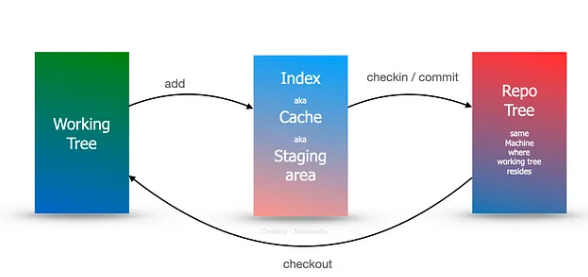 Working
Tree
add
Index
aka
Cache
aka
Staging
area
checkin / commit
Repo
Tree
same
Machine
where
working tree
resides
checkout